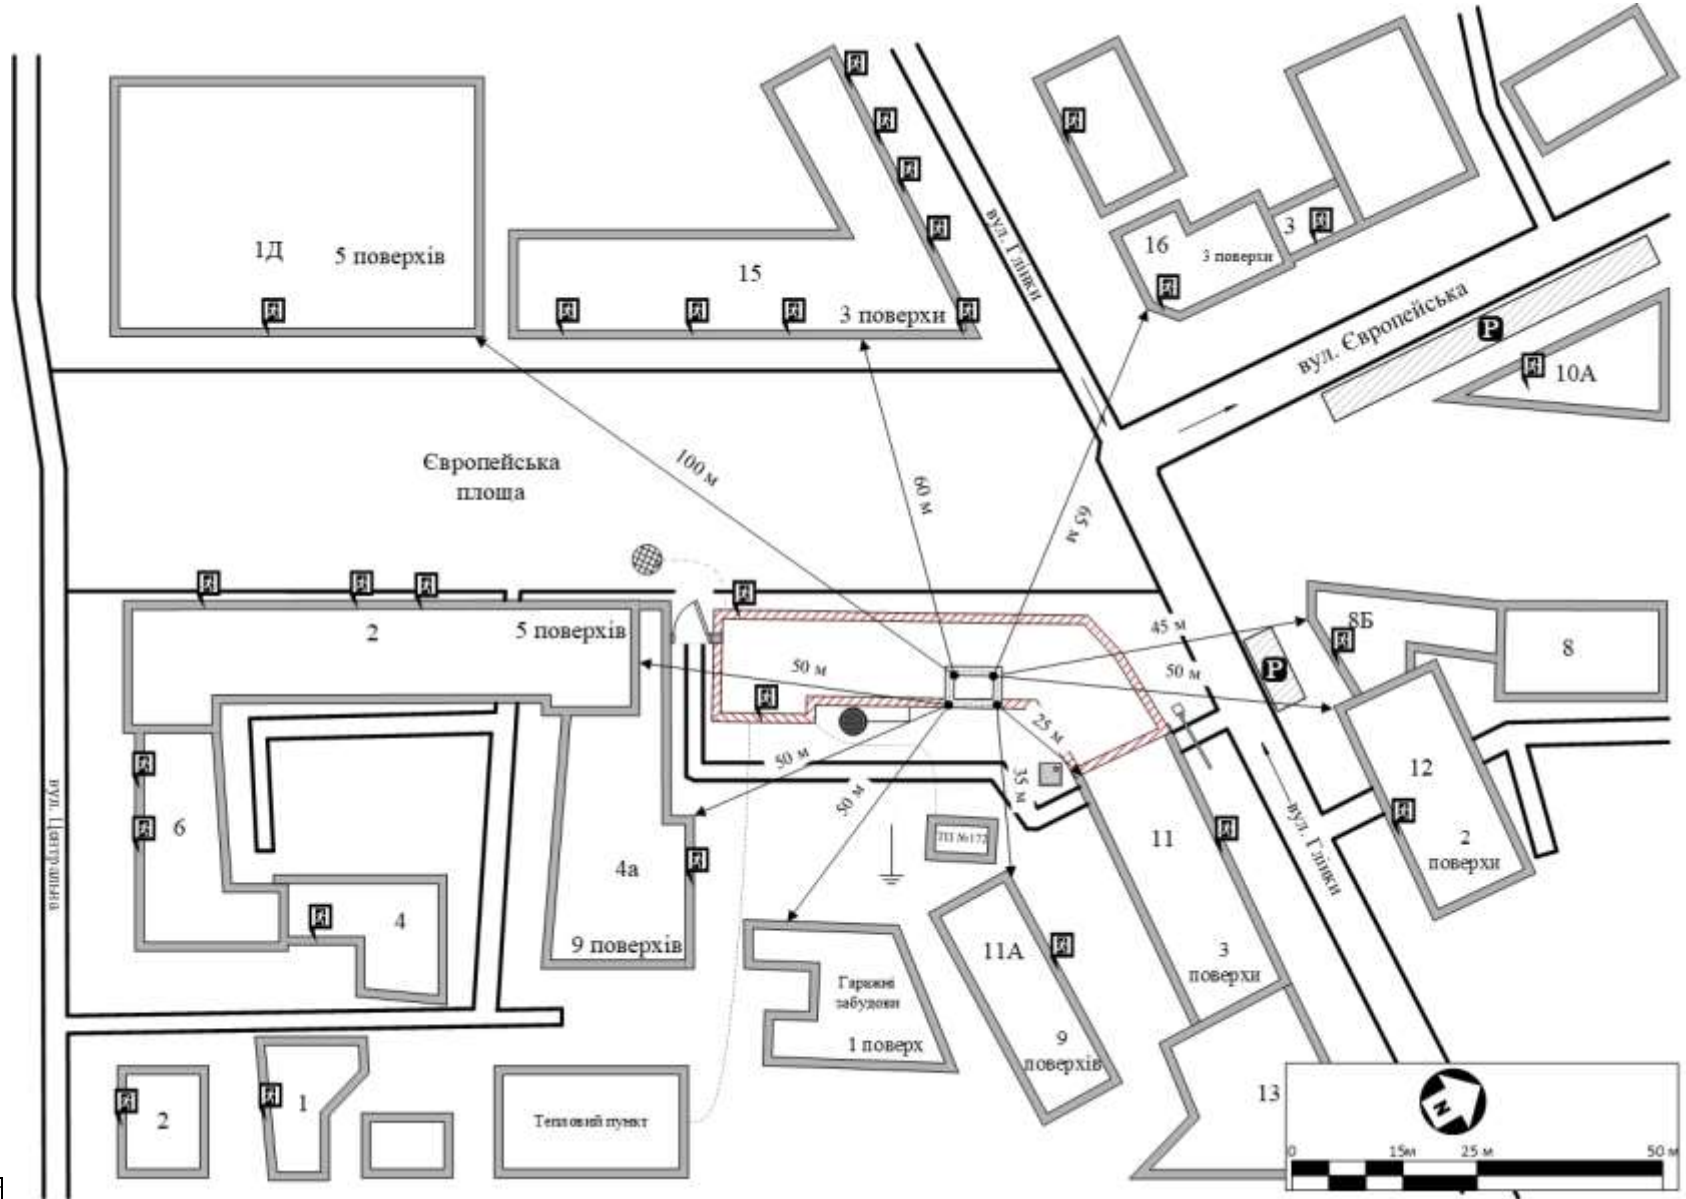 1Д
5 поверхів
15
3 поверхи
вул. Глінки
16
3 поверхи
3
вул. Європейська
P
10А
Європейська
площа
100 м
60 м
65 м
2
5 поверхів
50 м
45 м
50 м
8Б
8
P
25 м
50 м
50 м
35 м
вул. Центральна
6
4
4а
9 поверхів
ТП №172
11
3
поверхи
вул. Глінки
12
2
поверхи
11А
9
поверхів
Гаражні
забудови
1 поверх
2
1
Тепловий пункт
13
N
0 15м 25 м 50 м